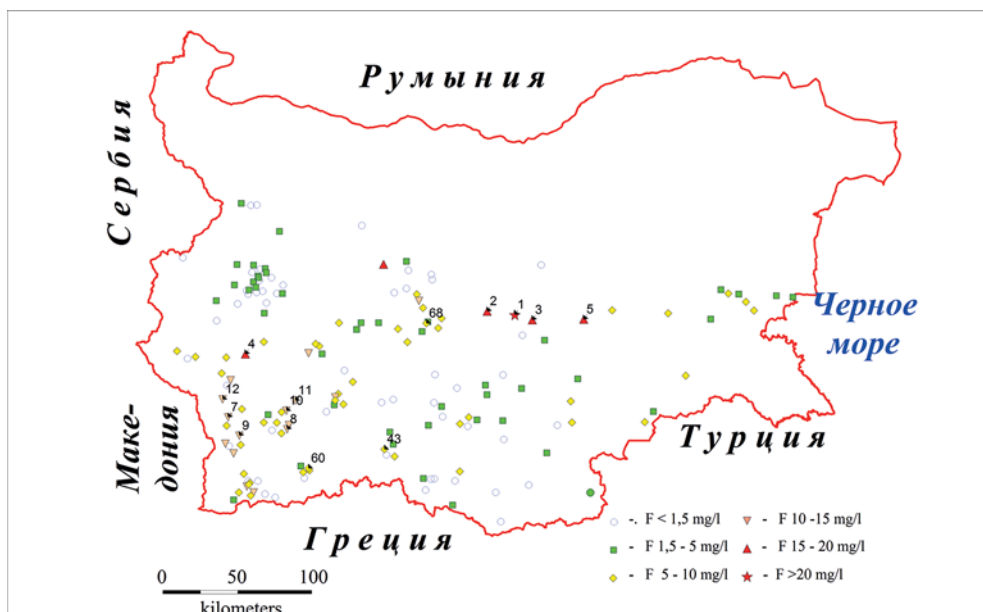 Румыния
Сербия
Черное
море
Маке-
дония
Турция
Греция
2
1
3
5
68
4
11
12
10
7
8
9
43
60
-. F < 1,5 mg/l
- F 10 -15 mg/l
- F 1,5 - 5 mg/l
- F 15 - 20 mg/l
- F 5 - 10 mg/l
- F >20 mg/l
0 50 100
kilometers